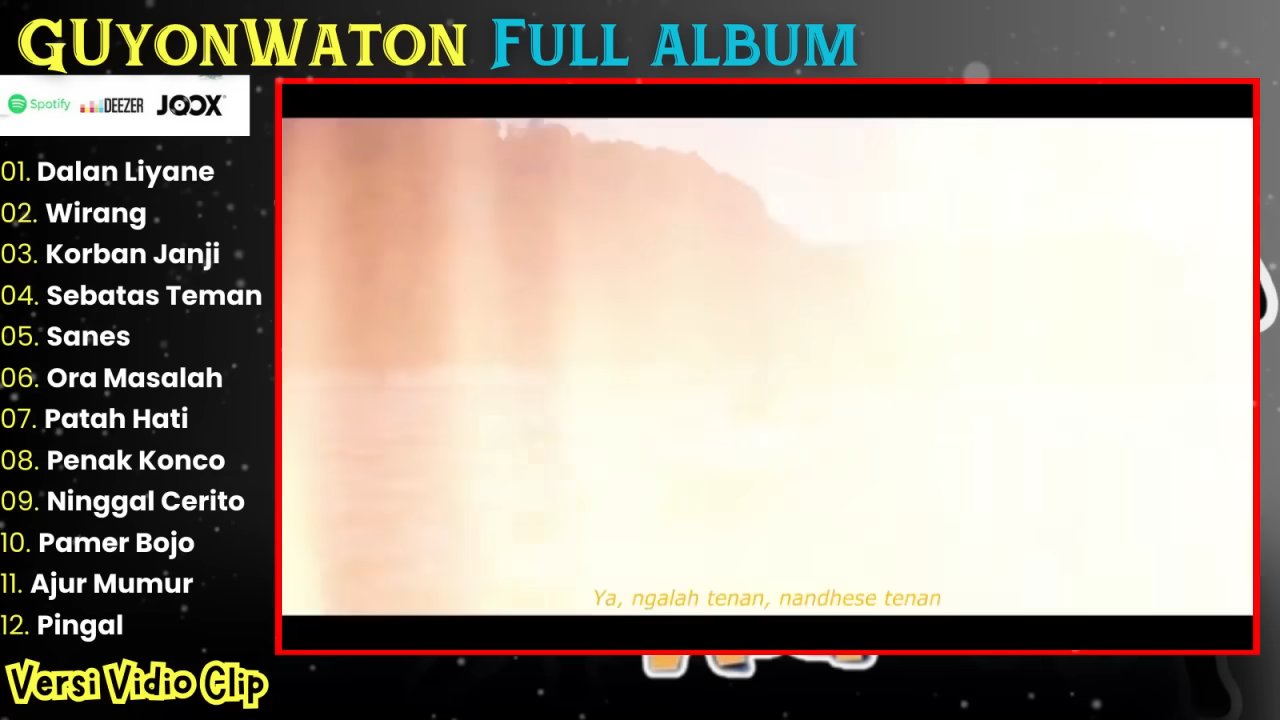 GUYONWATON FULL ALBUM
Spotify DEEZER JOOX
01. Dalan Liyane
02. Wirang
03. Korban Janji
04. Sebatas Teman
05. Sanes
06. Ora Masalah
07. Patah Hati
08. Penak Konco
09. Ninggal Cerito
10. Pamer Bojo
11. Ajur Mumur
12. Pingal
Ya, ngalah tenan, nandhese tenan
Versi Vidio Clip